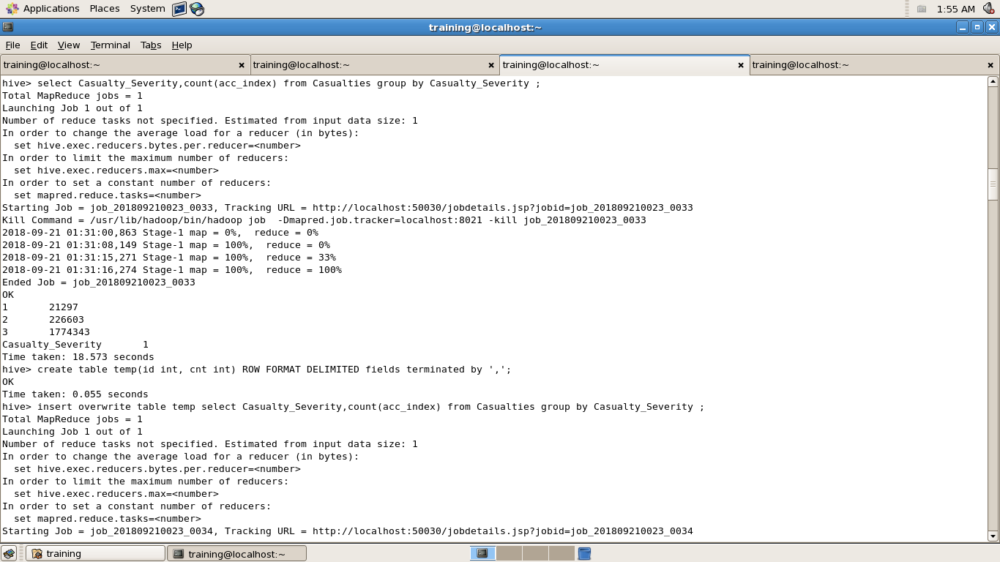 Applications Places System 1:55 AM
training@localhost:~
File Edit View Terminal Tabs Help
training@localhost:~ training@localhost:~ training@localhost:~ training@localhost:~
hive> select Casualty_Severity,count(acc_index) from Casualties group by Casualty_Severity ;
Total MapReduce jobs = 1
Launching Job 1 out of 1
Number of reduce tasks not specified. Estimated from input data size: 1
In order to change the average load for a reducer (in bytes):
  set hive.exec.reducers.bytes.per.reducer=<number>
In order to limit the maximum number of reducers:
  set hive.exec.reducers.max=<number>
In order to set a constant number of reducers:
  set mapred.reduce.tasks=<number>
Starting Job = job_201809210023_0033, Tracking URL = http://localhost:50030/jobdetails.jsp?jobid=job_201809210023_0033
Kill Command = /usr/lib/hadoop/bin/hadoop job  -Dmapred.job.tracker=localhost:8021 -kill job_201809210023_0033
2018-09-21 01:31:00,863 Stage-1 map = 0%,  reduce = 0%
2018-09-21 01:31:08,149 Stage-1 map = 100%,  reduce = 0%
2018-09-21 01:31:15,271 Stage-1 map = 100%,  reduce = 33%
2018-09-21 01:31:16,274 Stage-1 map = 100%,  reduce = 100%
Ended Job = job_201809210023_0033
OK
1       21297
2       226603
3       1774343
Casualty_Severity       1
Time taken: 18.573 seconds
hive> create table temp(id int, cnt int) ROW FORMAT DELIMITED fields terminated by ',';
OK
Time taken: 0.055 seconds
hive> insert overwrite table temp select Casualty_Severity,count(acc_index) from Casualties group by Casualty_Severity ;
Total MapReduce jobs = 1
Launching Job 1 out of 1
Number of reduce tasks not specified. Estimated from input data size: 1
In order to change the average load for a reducer (in bytes):
  set hive.exec.reducers.bytes.per.reducer=<number>
In order to limit the maximum number of reducers:
  set hive.exec.reducers.max=<number>
In order to set a constant number of reducers:
  set mapred.reduce.tasks=<number>
Starting Job = job_201809210023_0034, Tracking URL = http://localhost:50030/jobdetails.jsp?jobid=job_201809210023_0034
training training@localhost:~